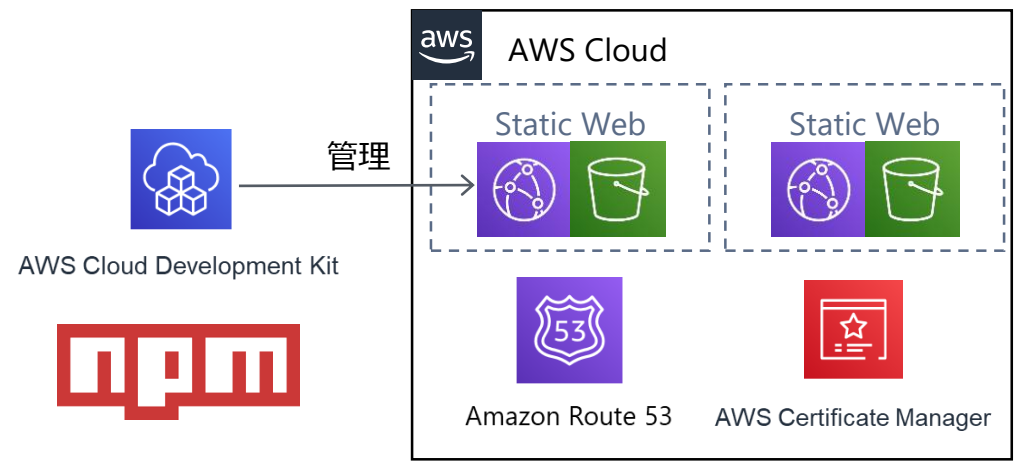 aws
AWS Cloud
Static Web
Static Web
管理
AWS Cloud Development Kit
53
npm
Amazon Route 53
AWS Certificate Manager